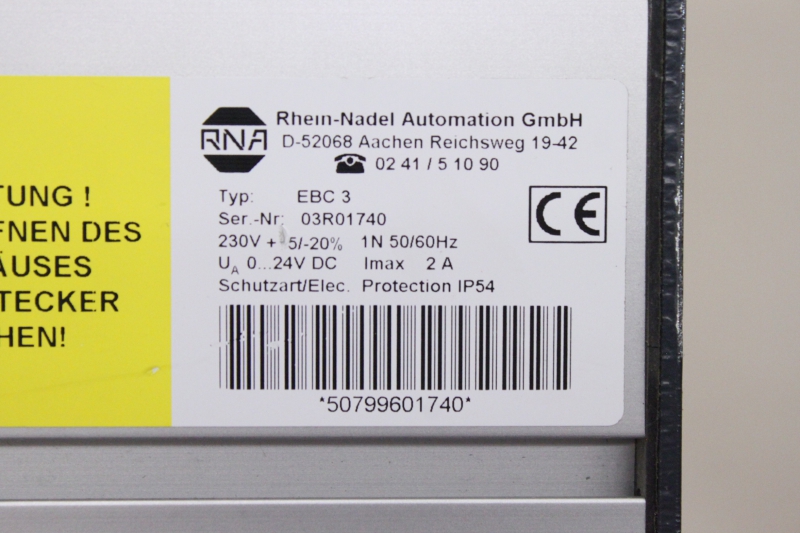 TUNG !
FNEN DES
ÄUSES
TECKER
HEN!
RNA
Rhein-Nadel Automation GmbH
D-52068 Aachen Reichsweg 19-42
☎ 02 41 / 5 10 90
Typ: EBC 3
Ser.-Nr: 03R01740
230V + 5/-20% 1N 50/60Hz
UA 0...24V DC Imax 2 A
Schutzart/Elec. Protection IP54
CE
*50799601740*